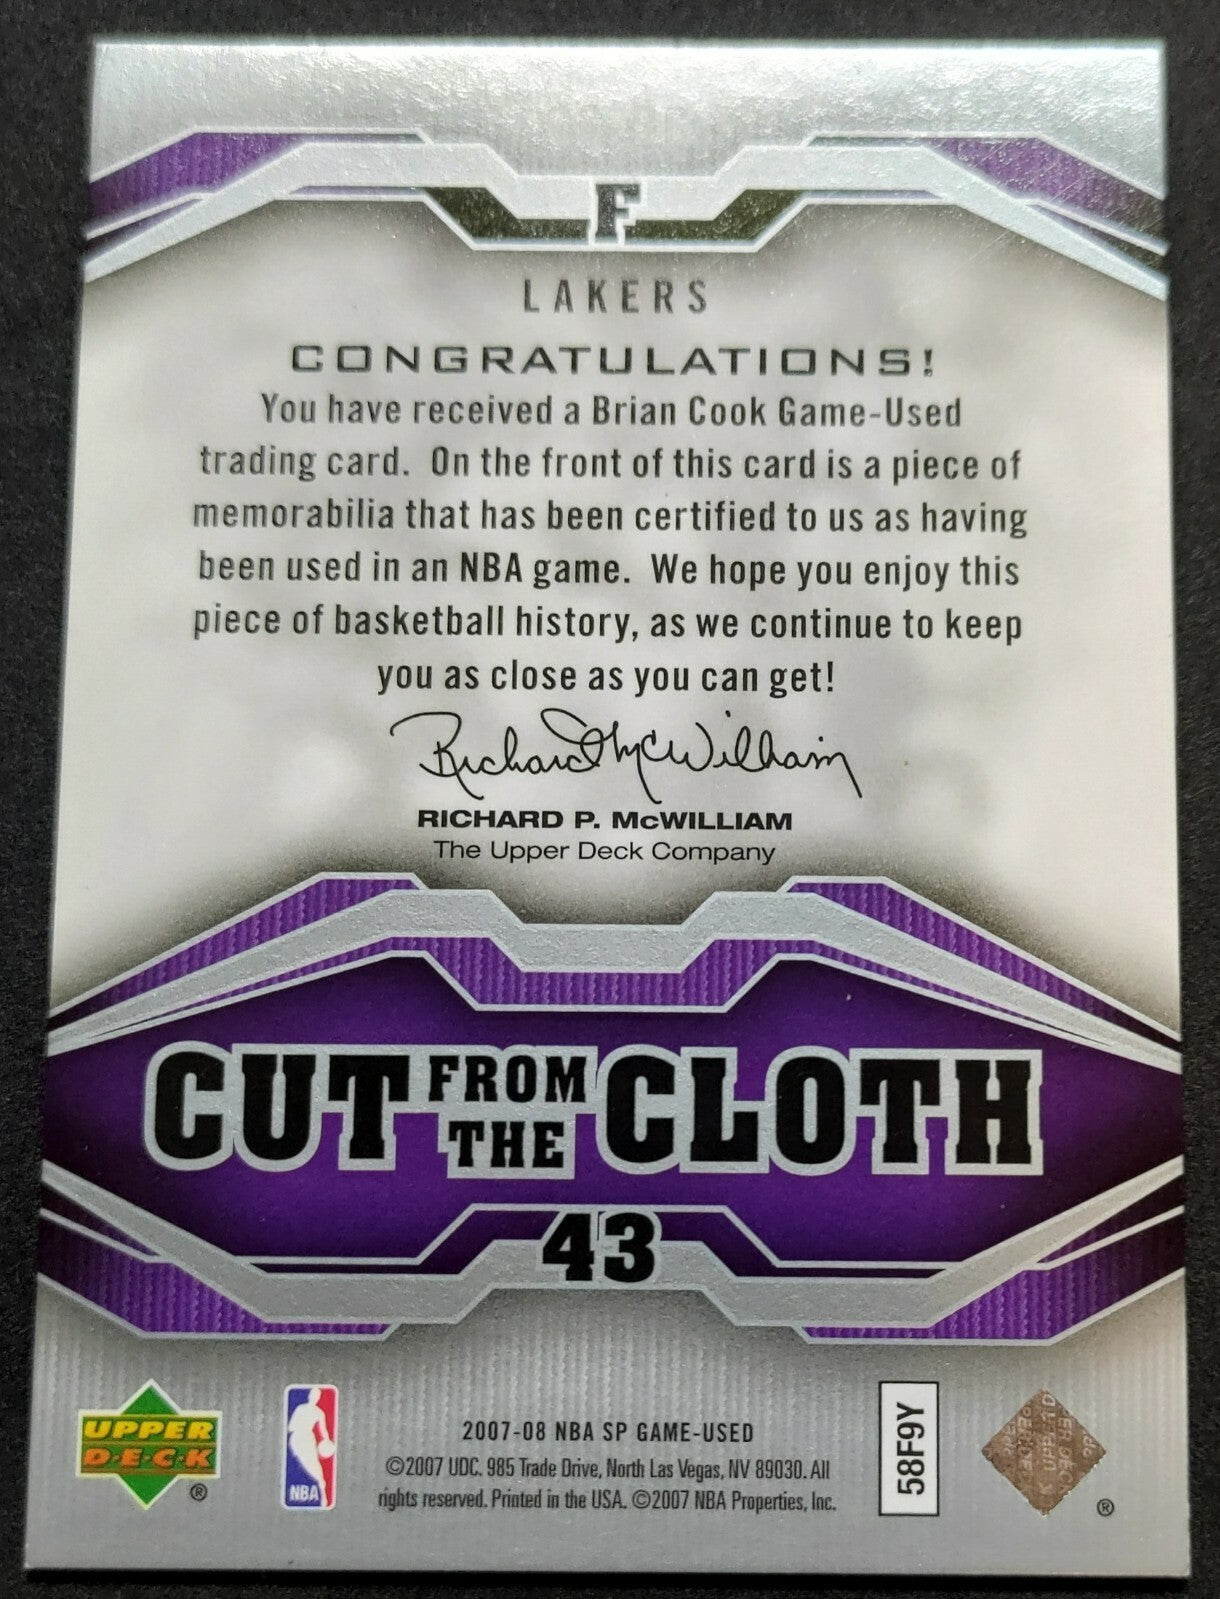 F
LAKERS
CONGRATULATIONS!
You have received a Brian Cook Game-Used
trading card. On the front of this card is a piece of
memorabilia that has been certified to us as having
been used in an NBA game. We hope you enjoy this
piece of basketball history, as we continue to keep
you as close as you can get!
Richard McWilliam
RICHARD P. McWILLIAM
The Upper Deck Company
CUT FROM THE CLOTH
43
UPPER
DECK
®
NBA
2007-08 NBA SP GAME-USED
©2007 UDC. 985 Trade Drive, North Las Vegas, NV 89030. All
rights reserved. Printed in the USA. ©2007 NBA Properties, Inc.
58F9Y
®